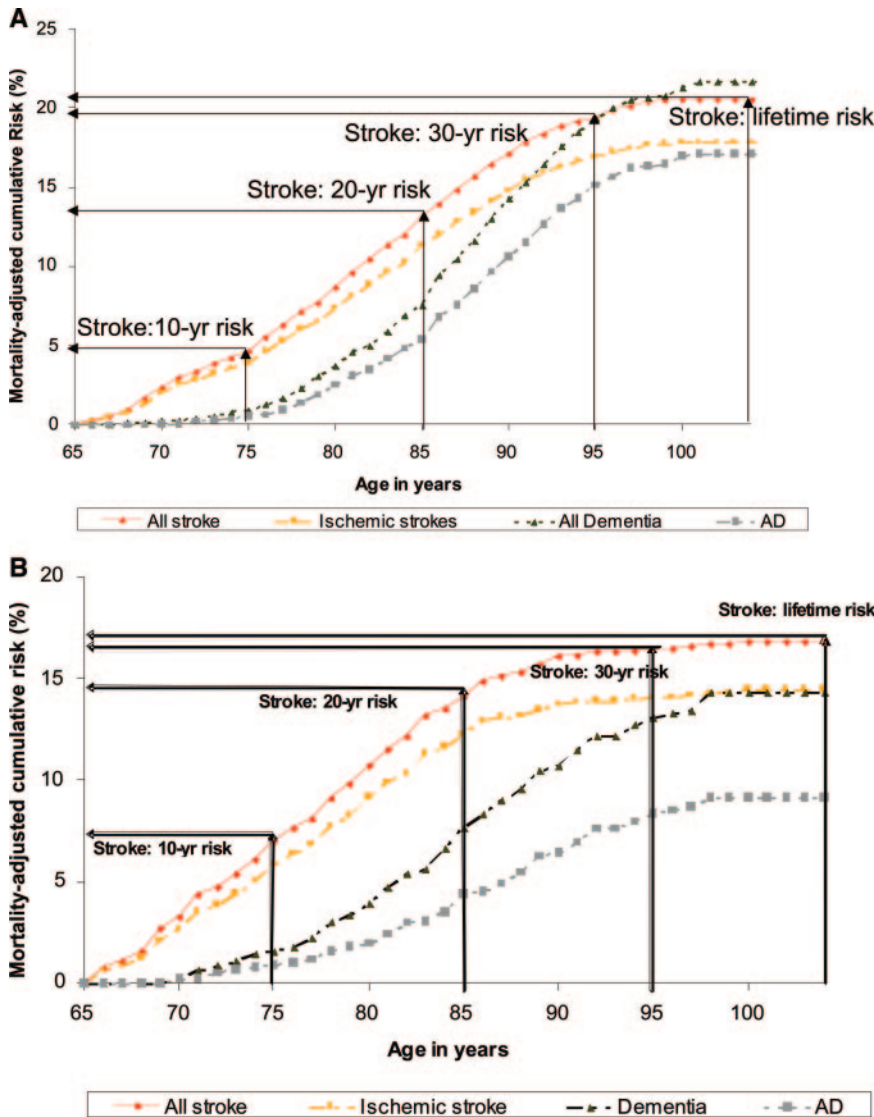 A
Mortality-adjusted cumulative Risk (%)
25
20
15
10
5
0
Stroke: lifetime risk
Stroke: 30-yr risk
Stroke: 20-yr risk
Stroke:10-yr risk
65 70 75 80 85 90 95 100
Age in years
All stroke Ischemic strokes All Dementia AD
B
Mortality-adjusted cumulative risk (%)
20
15
10
5
0
Stroke: lifetime risk
Stroke: 30-yr risk
Stroke: 20-yr risk
Stroke: 10-yr risk
65 70 75 80 85 90 95 100
Age in years
All stroke Ischemic stroke Dementia AD